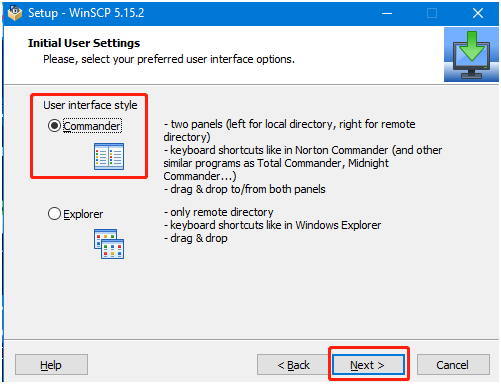 Setup - WinSCP 5.15.2
Initial User Settings
Please, select your preferred user interface options.
User interface style
Commander
- two panels (left for local directory, right for remote
directory)
- keyboard shortcuts like in Norton Commander (and other
similar programs as Total Commander, Midnight
Commander...)
- drag & drop to/from both panels
Explorer
- only remote directory
- keyboard shortcuts like in Windows Explorer
- drag & drop
Help
< Back
Next >
Cancel